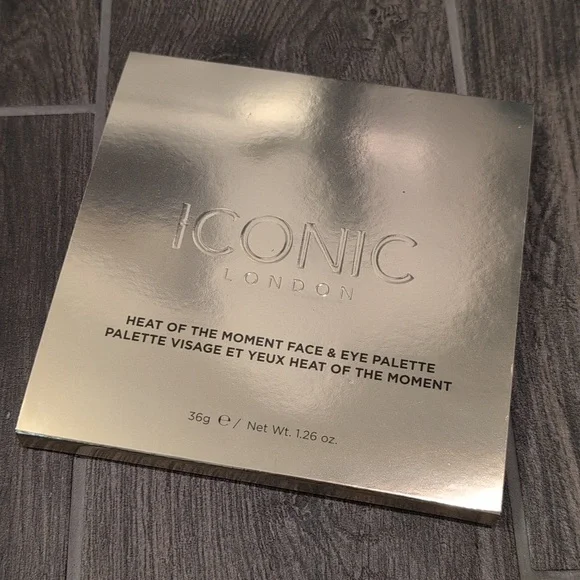 ICONIC
LONDON
HEAT OF THE MOMENT FACE & EYE PALETTE
PALETTE VISAGE ET YEUX HEAT OF THE MOMENT
36g ℮ / Net Wt. 1.26 oz.